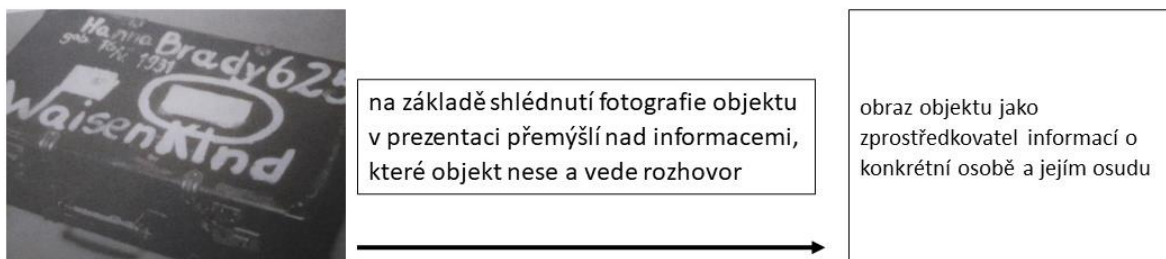 Hanna Brady 625
geb. 16/V. 1931
Waisenkind
na základě shlédnutí fotografie objektu
v prezentaci přemýšlí nad informacemi,
které objekt nese a vede rozhovor
obraz objektu jako
zprostředkovatel informací o
konkrétní osobě a jejím osudu